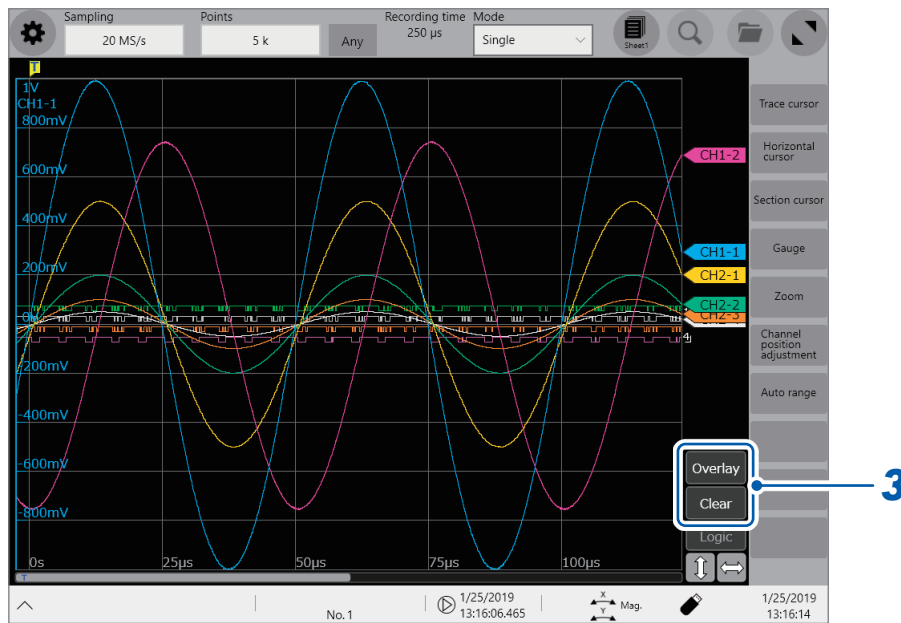 Sampling
20 MS/s
Points
5 k
Any
Recording time
250 µs
Mode
Single
Sheet1
T
1V
CH1-1
800mV
600mV
400mV
200mV
0V
-200mV
-400mV
-600mV
-800mV
0s
25µs
50µs
75µs
100µs
CH1-2
CH1-1
CH2-1
CH2-2
CH2-3
4
Trace cursor
Horizontal
cursor
Section cursor
Gauge
Zoom
Channel
position
adjustment
Auto range
Overlay
Clear
3
Logic
T
No. 1
1/25/2019
13:16:06.465
X
Y
Mag.
1/25/2019
13:16:14